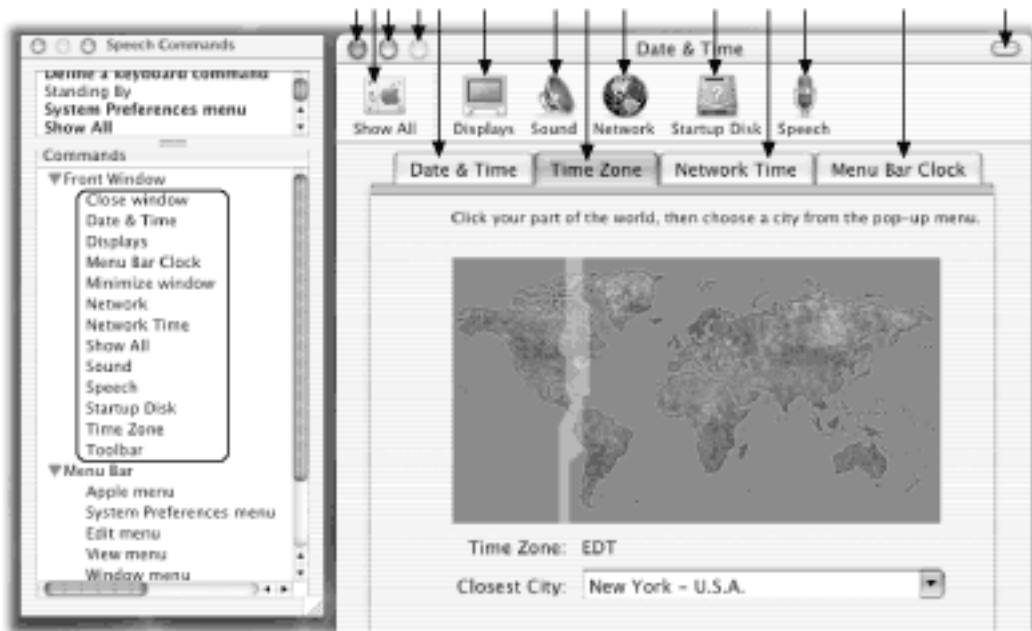 Speech Commands
Define a keyboard command
Standing By
System Preferences menu
Show All
Commands
Front Window
Close window
Date & Time
Displays
Menu Bar Clock
Minimize window
Network
Network Time
Show All
Sound
Speech
Startup Disk
Time Zone
Toolbar
Menu Bar
Apple menu
System Preferences menu
Edit menu
View menu
Window menu
Date & Time
Show All Displays Sound Network Startup Disk Speech
Date & Time Time Zone Network Time Menu Bar Clock
Click your part of the world, then choose a city from the pop-up menu.
Time Zone: EDT
Closest City: New York - U.S.A.